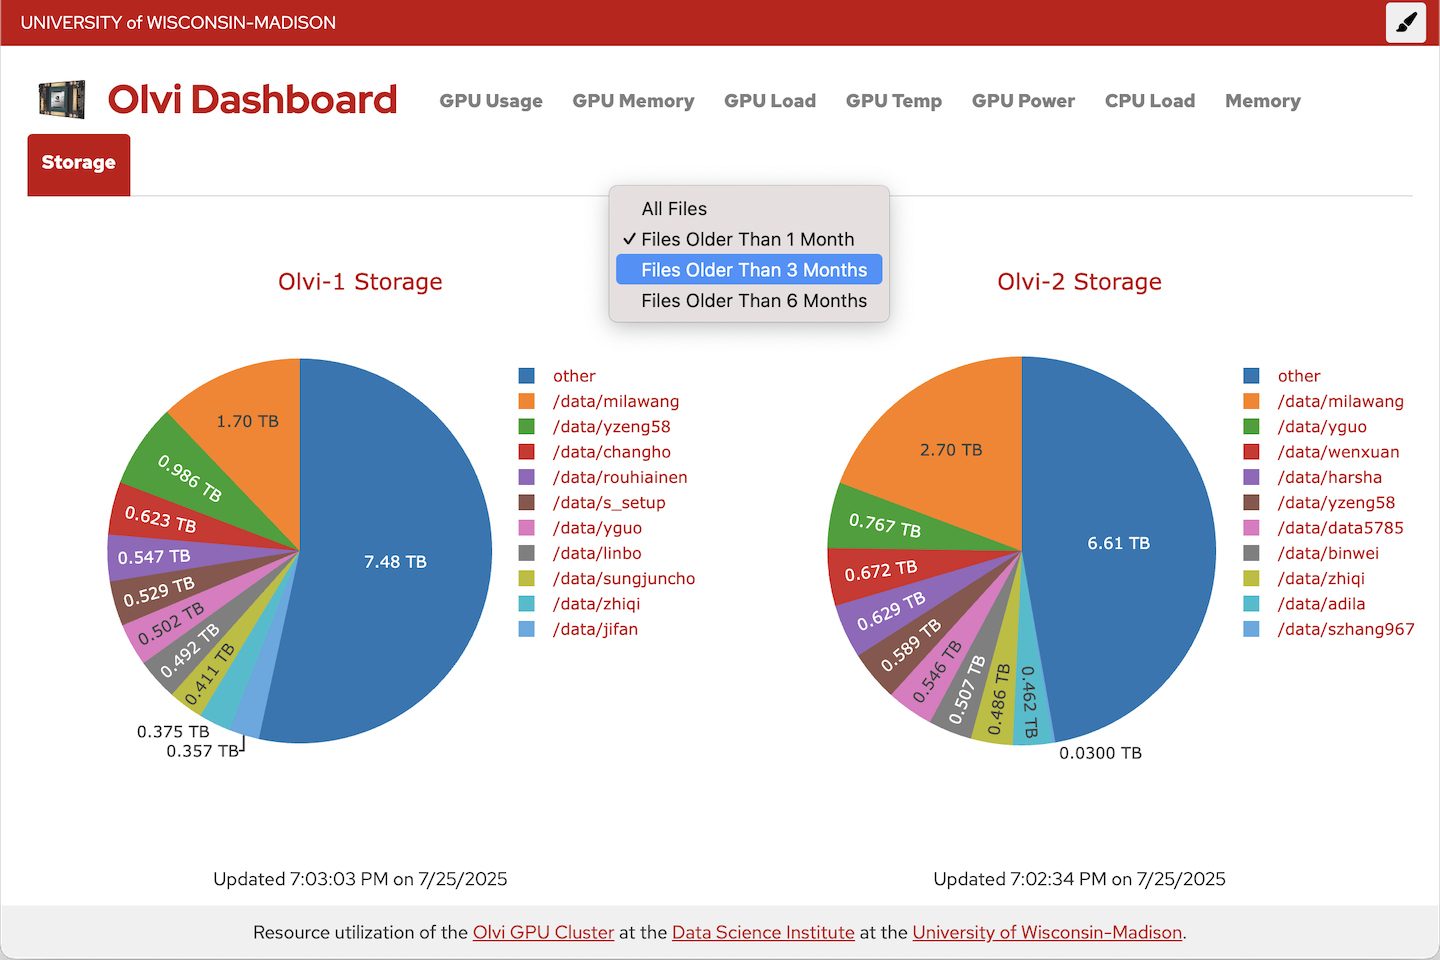 UNIVERSITY of WISCONSIN-MADISON
Olvi Dashboard
GPU Usage
GPU Memory
GPU Load
GPU Temp
GPU Power
CPU Load
Memory
Storage
All Files
✓ Files Older Than 1 Month
Files Older Than 3 Months
Files Older Than 6 Months
Olvi-1 Storage
1.70 TB
0.986 TB
0.623 TB
0.547 TB
0.529 TB
0.502 TB
0.492 TB
0.411 TB
0.375 TB
0.357 TB
7.48 TB
other
/data/milawang
/data/yzeng58
/data/changho
/data/rouhiainen
/data/s_setup
/data/yguo
/data/linbo
/data/sungjuncho
/data/zhiqi
/data/jifan
Updated 7:03:03 PM on 7/25/2025
Olvi-2 Storage
2.70 TB
0.767 TB
0.672 TB
0.629 TB
0.589 TB
0.546 TB
0.507 TB
0.486 TB
0.462 TB
0.0300 TB
6.61 TB
other
/data/milawang
/data/yguo
/data/wenxuan
/data/harsha
/data/yzeng58
/data/data5785
/data/binwei
/data/zhiqi
/data/adila
/data/szhang967
Updated 7:02:34 PM on 7/25/2025
Resource utilization of the Olvi GPU Cluster at the Data Science Institute at the University of Wisconsin-Madison.